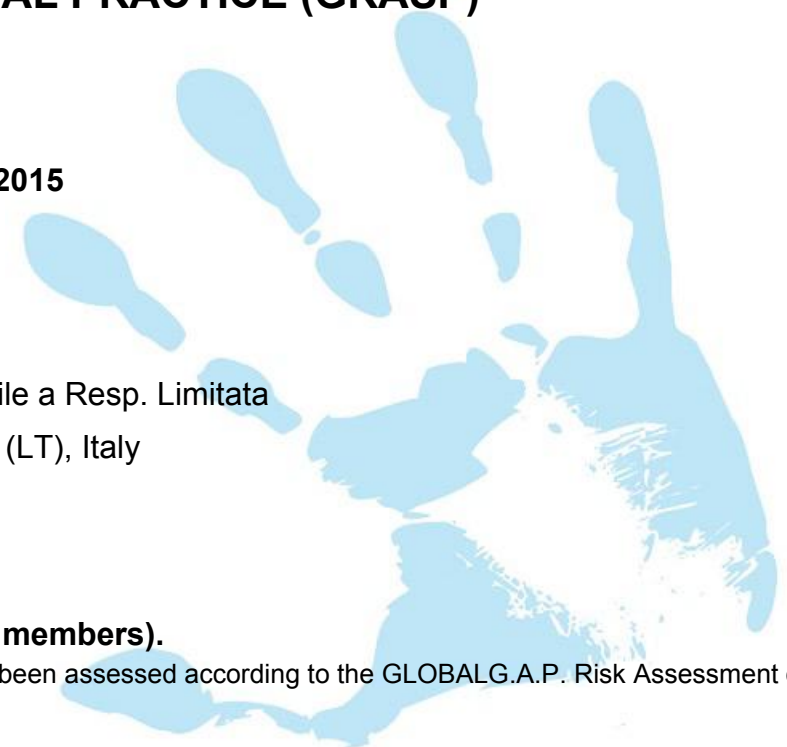 AL PRACTICE (GRASP)
2015
ile a Resp. Limitata
(LT), Italy
members).
been assessed according to the GLOBALG.A.P. Risk Assessment